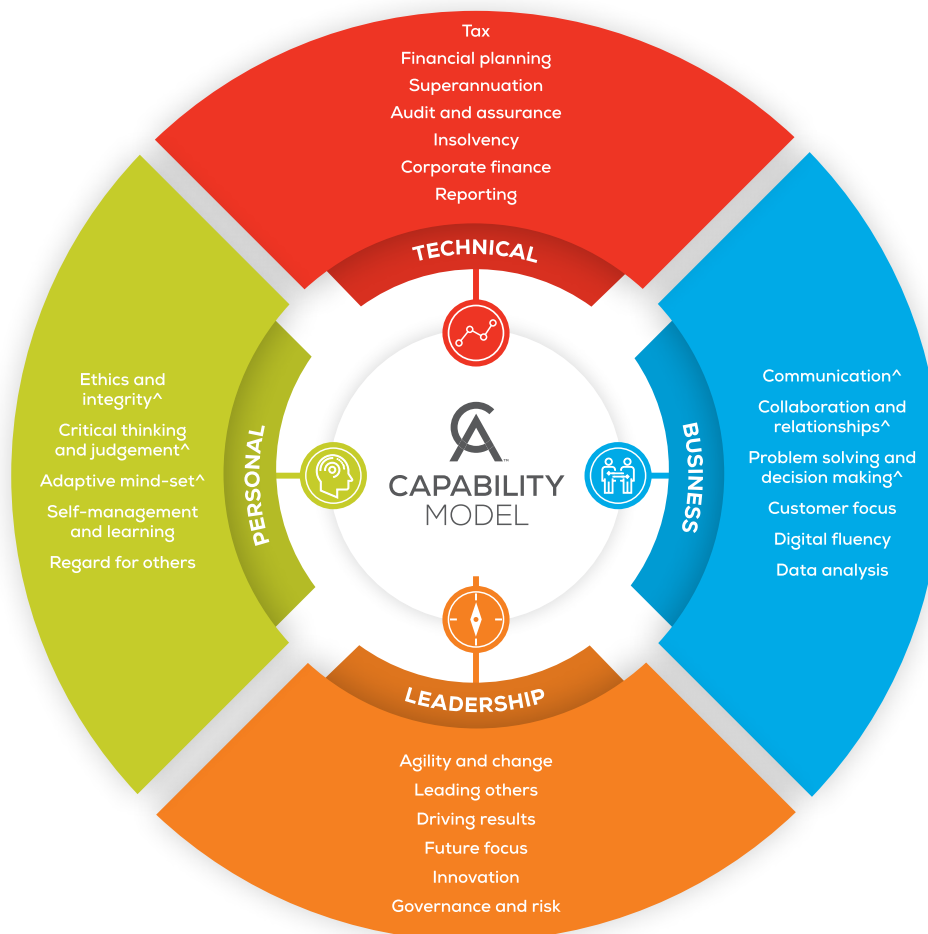 Tax
Financial planning
Superannuation
Audit and assurance
Insolvency
Corporate finance
Reporting
TECHNICAL
Ethics and
integrity^
Critical thinking
and judgement^
Adaptive mind-set^
Self-management
and learning
Regard for others
PERSONAL
CA
CAPABILITY
MODEL
BUSINESS
Communication^
Collaboration and
relationships^
Problem solving and
decision making^
Customer focus
Digital fluency
Data analysis
LEADERSHIP
Agility and change
Leading others
Driving results
Future focus
Innovation
Governance and risk